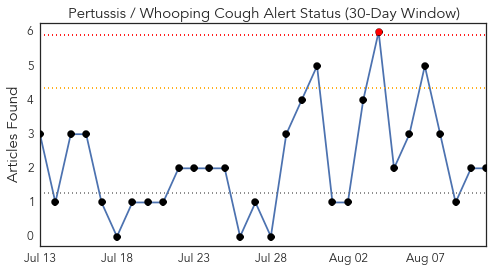 Pertussis / Whooping Cough Alert Status (30-Day Window)
Articles Found
6
5
4
3
2
1
0
Jul 13 Jul 18 Jul 23 Jul 28 Aug 02 Aug 07